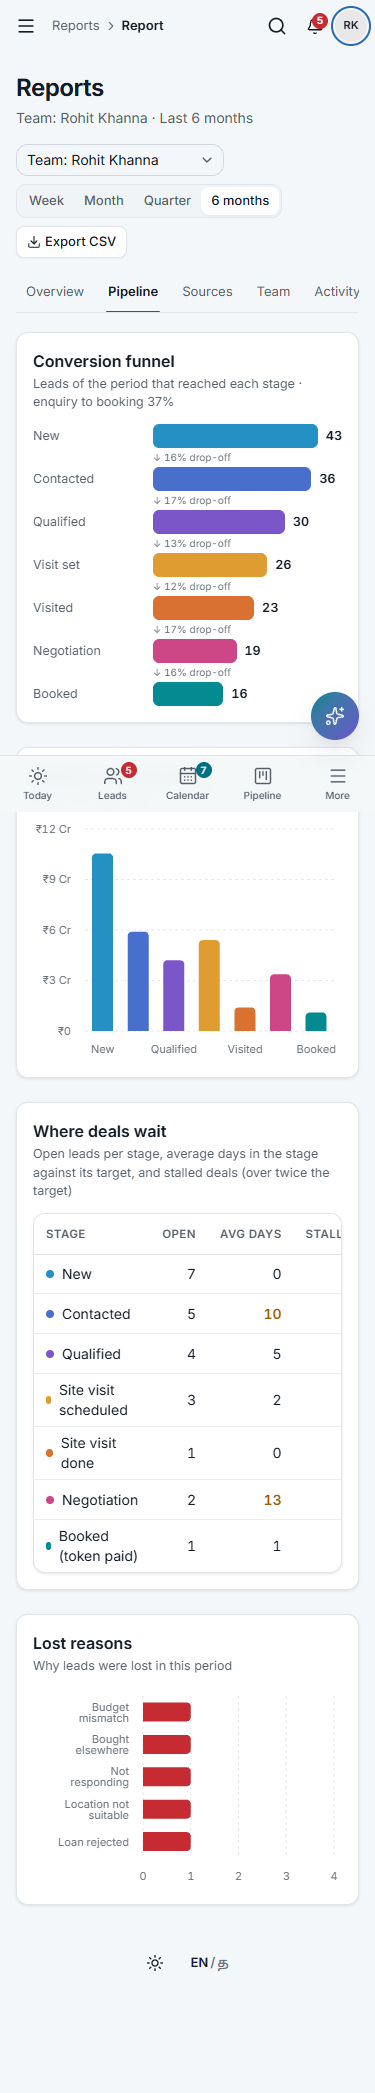 Reports > Report
5
RK
Reports
Team: Rohit Khanna · Last 6 months
Team: Rohit Khanna
Week Month Quarter 6 months
Export CSV
Overview Pipeline Sources Team Activity
Conversion funnel
Leads of the period that reached each stage ·
enquiry to booking 37%
New 43
↓ 16% drop-off
Contacted 36
↓ 17% drop-off
Qualified 30
↓ 13% drop-off
Visit set 26
↓ 12% drop-off
Visited 23
↓ 17% drop-off
Negotiation 19
↓ 16% drop-off
Booked 16
5 7
Today Leads Calendar Pipeline More
₹12 Cr
₹9 Cr
₹6 Cr
₹3 Cr
₹0
New Qualified Visited Booked
Where deals wait
Open leads per stage, average days in the stage
against its target, and stalled deals (over twice the
target)
STAGE OPEN AVG DAYS STALL
New 7 0
Contacted 5 10
Qualified 4 5
Site visit
scheduled 3 2
Site visit
done 1 0
Negotiation 2 13
Booked
(token paid) 1 1
Lost reasons
Why leads were lost in this period
Budget
mismatch
Bought
elsewhere
Not
responding
Location not
suitable
Loan rejected
0 1 2 3 4
EN / த